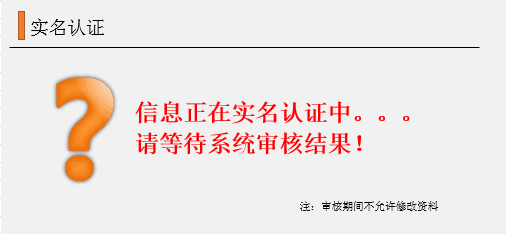 实名认证
信息正在实名认证中。。。
请等待系统审核结果！
注：审核期间不允许修改资料